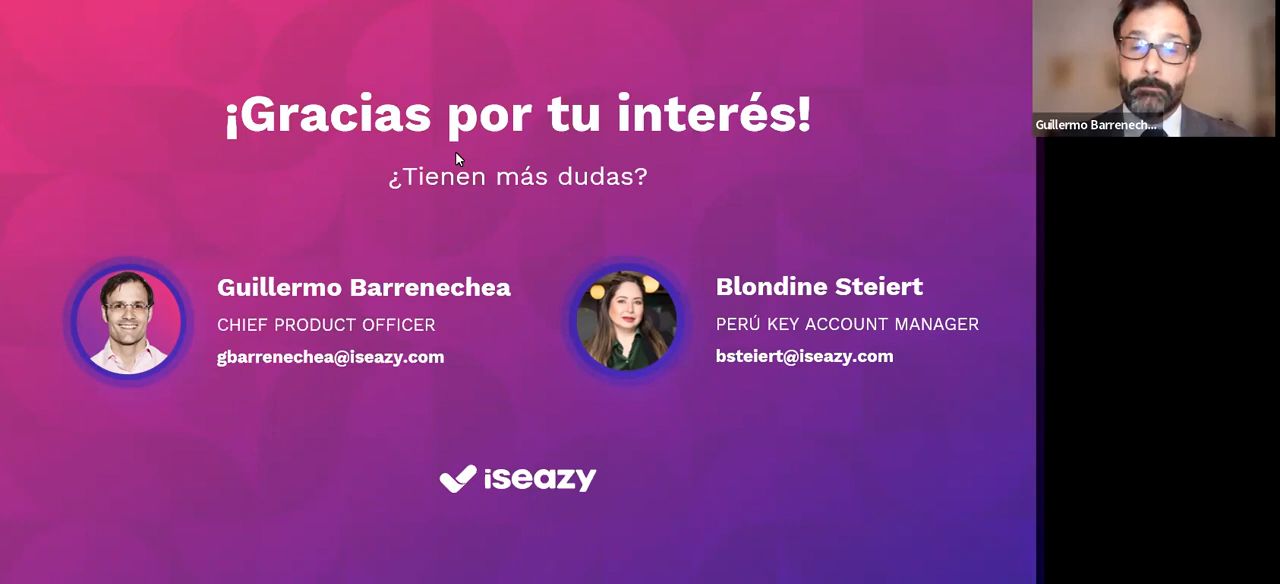 ¡Gracias por tu interés!
¿Tienen más dudas?
Guillermo Barrenechea
CHIEF PRODUCT OFFICER
gbarrenechea@iseazy.com
Blondine Steiert
PERÚ KEY ACCOUNT MANAGER
bsteiert@iseazy.com
iseazy
Guillermo Barrenech...